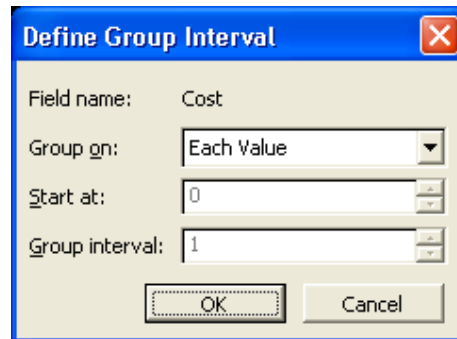 Define Group Interval
Field name: Cost
Group on: Each Value
Start at: 0
Group interval: 1
OK Cancel